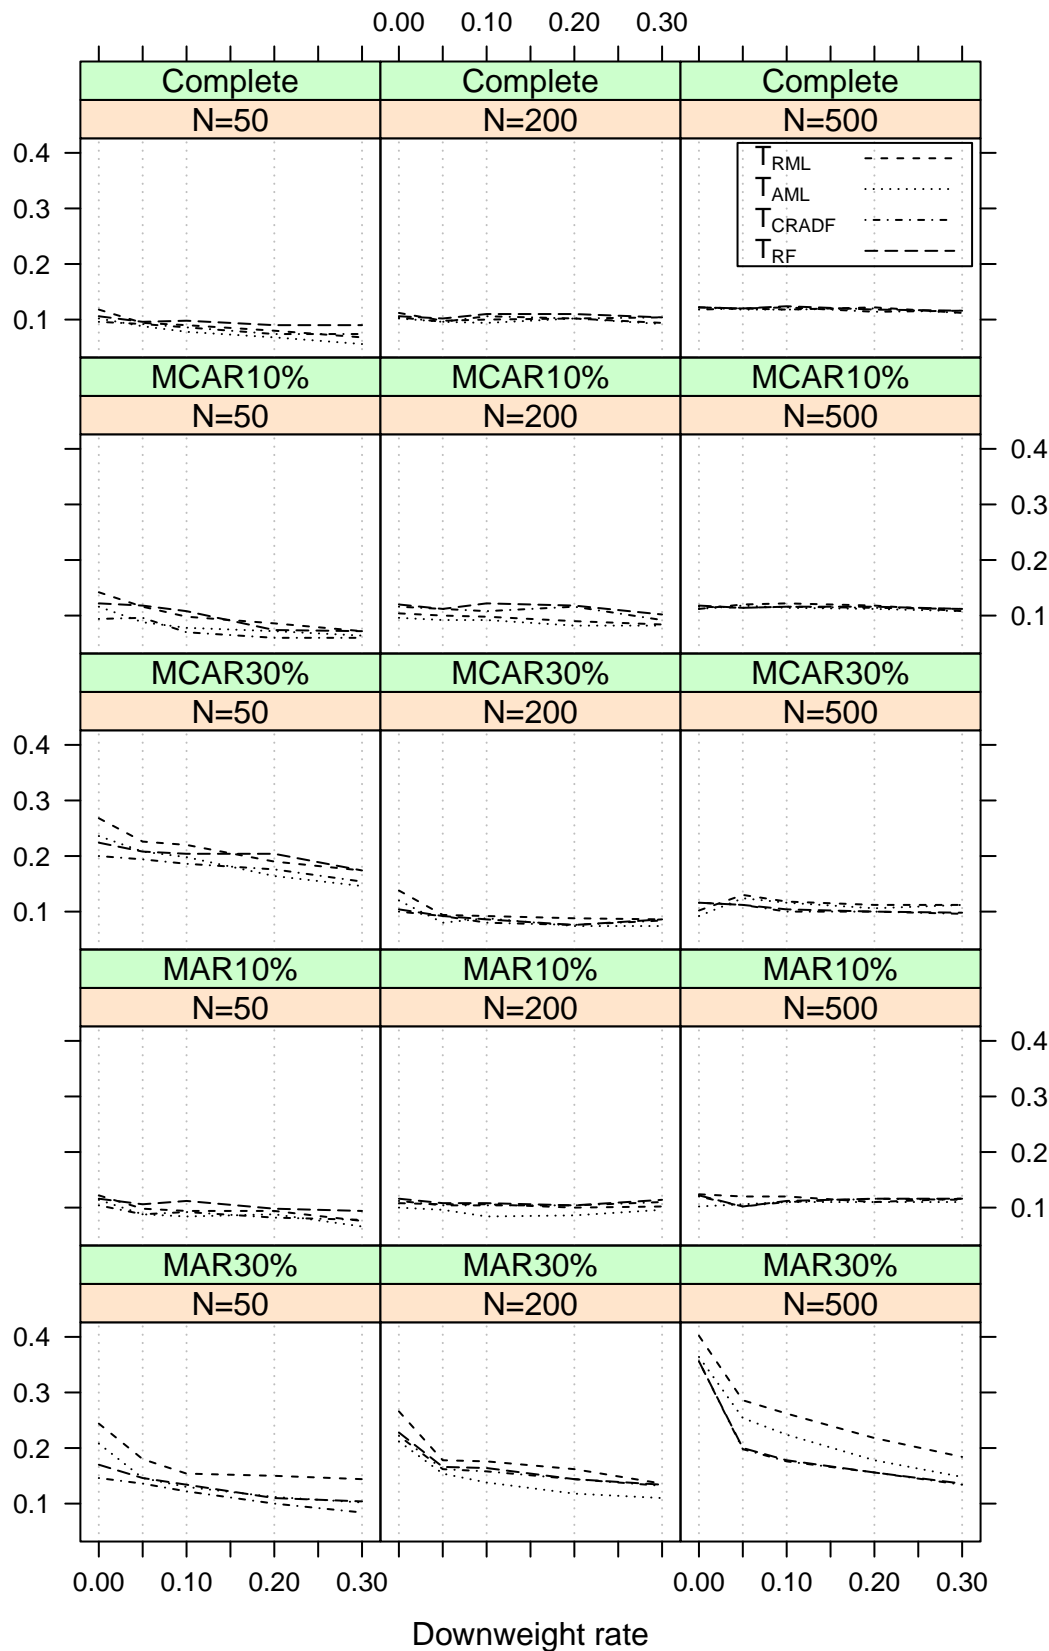 0.00 0.10 0.20 0.30
Complete Complete Complete
N=50 N=200 N=500
0.4
0.3
0.2
0.1
T_RML
T_AML
T_CRADF
T_RF
MCAR10% MCAR10% MCAR10%
N=50 N=200 N=500
0.4
0.3
0.2
0.1
MCAR30% MCAR30% MCAR30%
N=50 N=200 N=500
0.4
0.3
0.2
0.1
MAR10% MAR10% MAR10%
N=50 N=200 N=500
0.4
0.3
0.2
0.1
MAR30% MAR30% MAR30%
N=50 N=200 N=500
0.4
0.3
0.2
0.1
0.00 0.10 0.20 0.30 0.00 0.10 0.20 0.30
Downweight rate